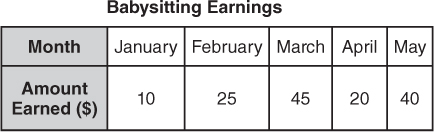 Babysitting Earnings
Month January February March April May
Amount
Earned ($) 10 25 45 20 40